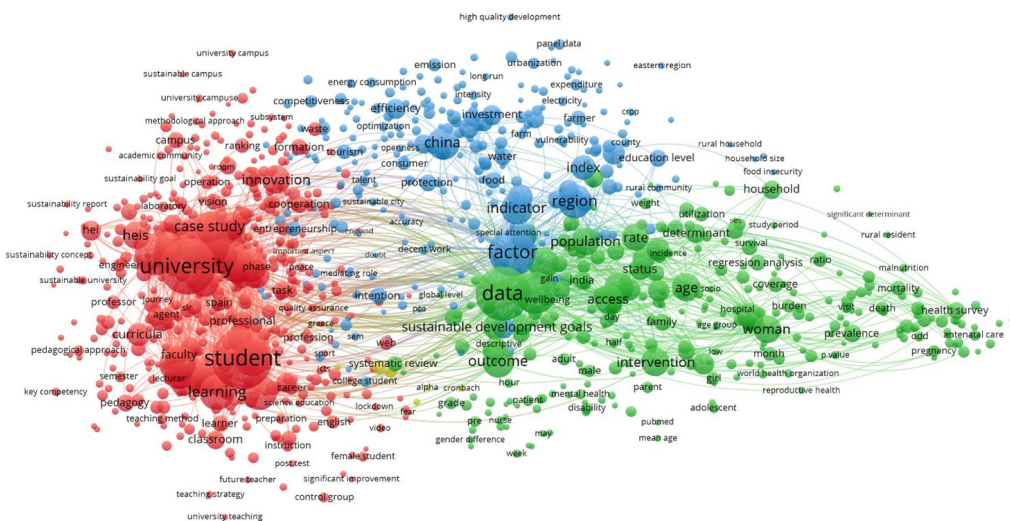 high quality development
university campus
panel data
emission
urbanization
eastern region
sustainable campus
energy consumption
long run
expenditure
university campuse
competitiveness
intensity
electricity
efficiency
investment
crop
methodological approach
subsystem
waste
optimization
farm
farmer
campus
ranking
formation
openness
china
vulnerability
county
rural household
academic community
tourism
consumer
water
education level
household size
room
index
food insecurity
sustainability goal
operation
innovation
talent
protection
food
rural community
household
laboratory
vision
cooperation
sustainable city
indicator
region
weight
sustainability report
utilization
ses
significant determinant
hei
heis
case study
entrepreneurship
england
accuracy
special attention
determinant
study period
rural resident
population
rate
survival
sustainability concept
important aspect
doubt
decent work
factor
incidence
engineer
university
phase
peace
mediating role
gain
india
status
regression analysis
ratio
malnutrition
sustainable university
task
intention
global level
data
wellbeing
access
age
socio
coverage
mortality
professor
journey
slr
spain
quality assurance
pca
hospital
burden
visit
death
health survey
agent
professional
greece
sustainable development goals
day
family
age group
woman
prevalence
odd
antenatal care
curricula
profession
sem
web
descriptive
half
pedagogical approach
faculty
student
sport
systematic review
outcome
adult
intervention
low
month
p value
pregnancy
semester
lecturer
icts
college student
hour
male
girl
world health organization
key competency
learning
career
alpha
cronbach
patient
mental health
parent
reproductive health
pedagogy
science education
lockdown
fear
grade
disability
adolescent
teaching method
learner
preparation
english
video
pre
nurse
pubmed
classroom
instruction
gender difference
may
mean age
female student
week
post test
future teacher
significant improvement
teaching strategy
control group
university teaching